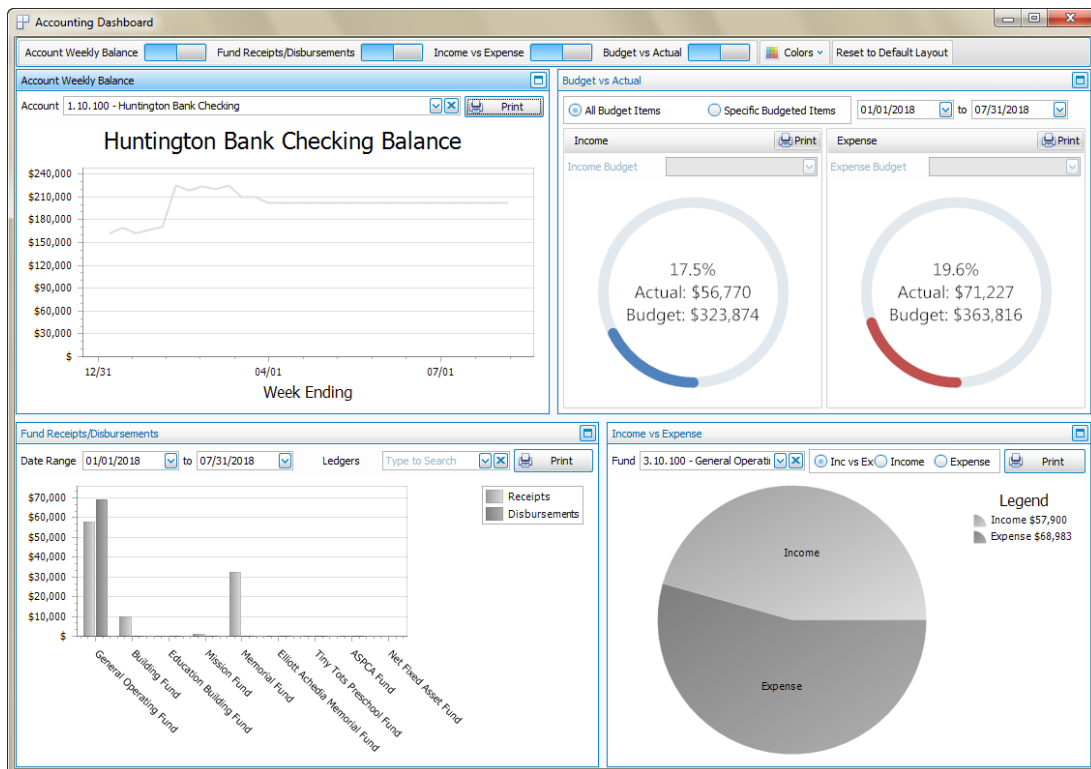 Accounting Dashboard
Account Weekly Balance Fund Receipts/Disbursements Income vs Expense Budget vs Actual Colors Reset to Default Layout
Account Weekly Balance
Account 1.10.100 - Huntington Bank Checking Print
Huntington Bank Checking Balance
$240,000
$210,000
$180,000
$150,000
$120,000
$90,000
$60,000
$30,000
$
12/31 04/01 07/01
Week Ending
Budget vs Actual
All Budget Items Specific Budgeted Items 01/01/2018 to 07/31/2018
Income Print
Income Budget
17.5%
Actual: $56,770
Budget: $323,874
Expense Print
Expense Budget
19.6%
Actual: $71,227
Budget: $363,816
Fund Receipts/Disbursements
Date Range 01/01/2018 to 07/31/2018 Ledgers Type to Search Print
$70,000
$60,000
$50,000
$40,000
$30,000
$20,000
$10,000
$
Receipts
Disbursements
General Operating Fund
Building Fund
Education Building Fund
Mission Fund
Memorial Fund
Elliott Achedia Memorial Fund
Tiny Tots Preschool Fund
ASPCA Fund
Net Fixed Asset Fund
Income vs Expense
Fund 3.10.100 - General Operati Inc vs Ex Income Expense Print
Income
Expense
Legend
Income $57,900
Expense $68,983